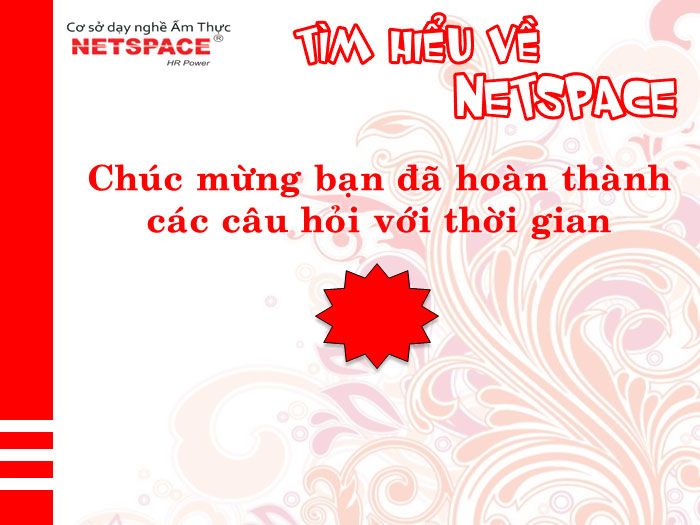 Cơ sở dạy nghề Ẩm Thực
NETSPACE®
HR Power
TÌM HIỂU VỀ
NETSPACE
Chúc mừng bạn đã hoàn thành
các câu hỏi với thời gian